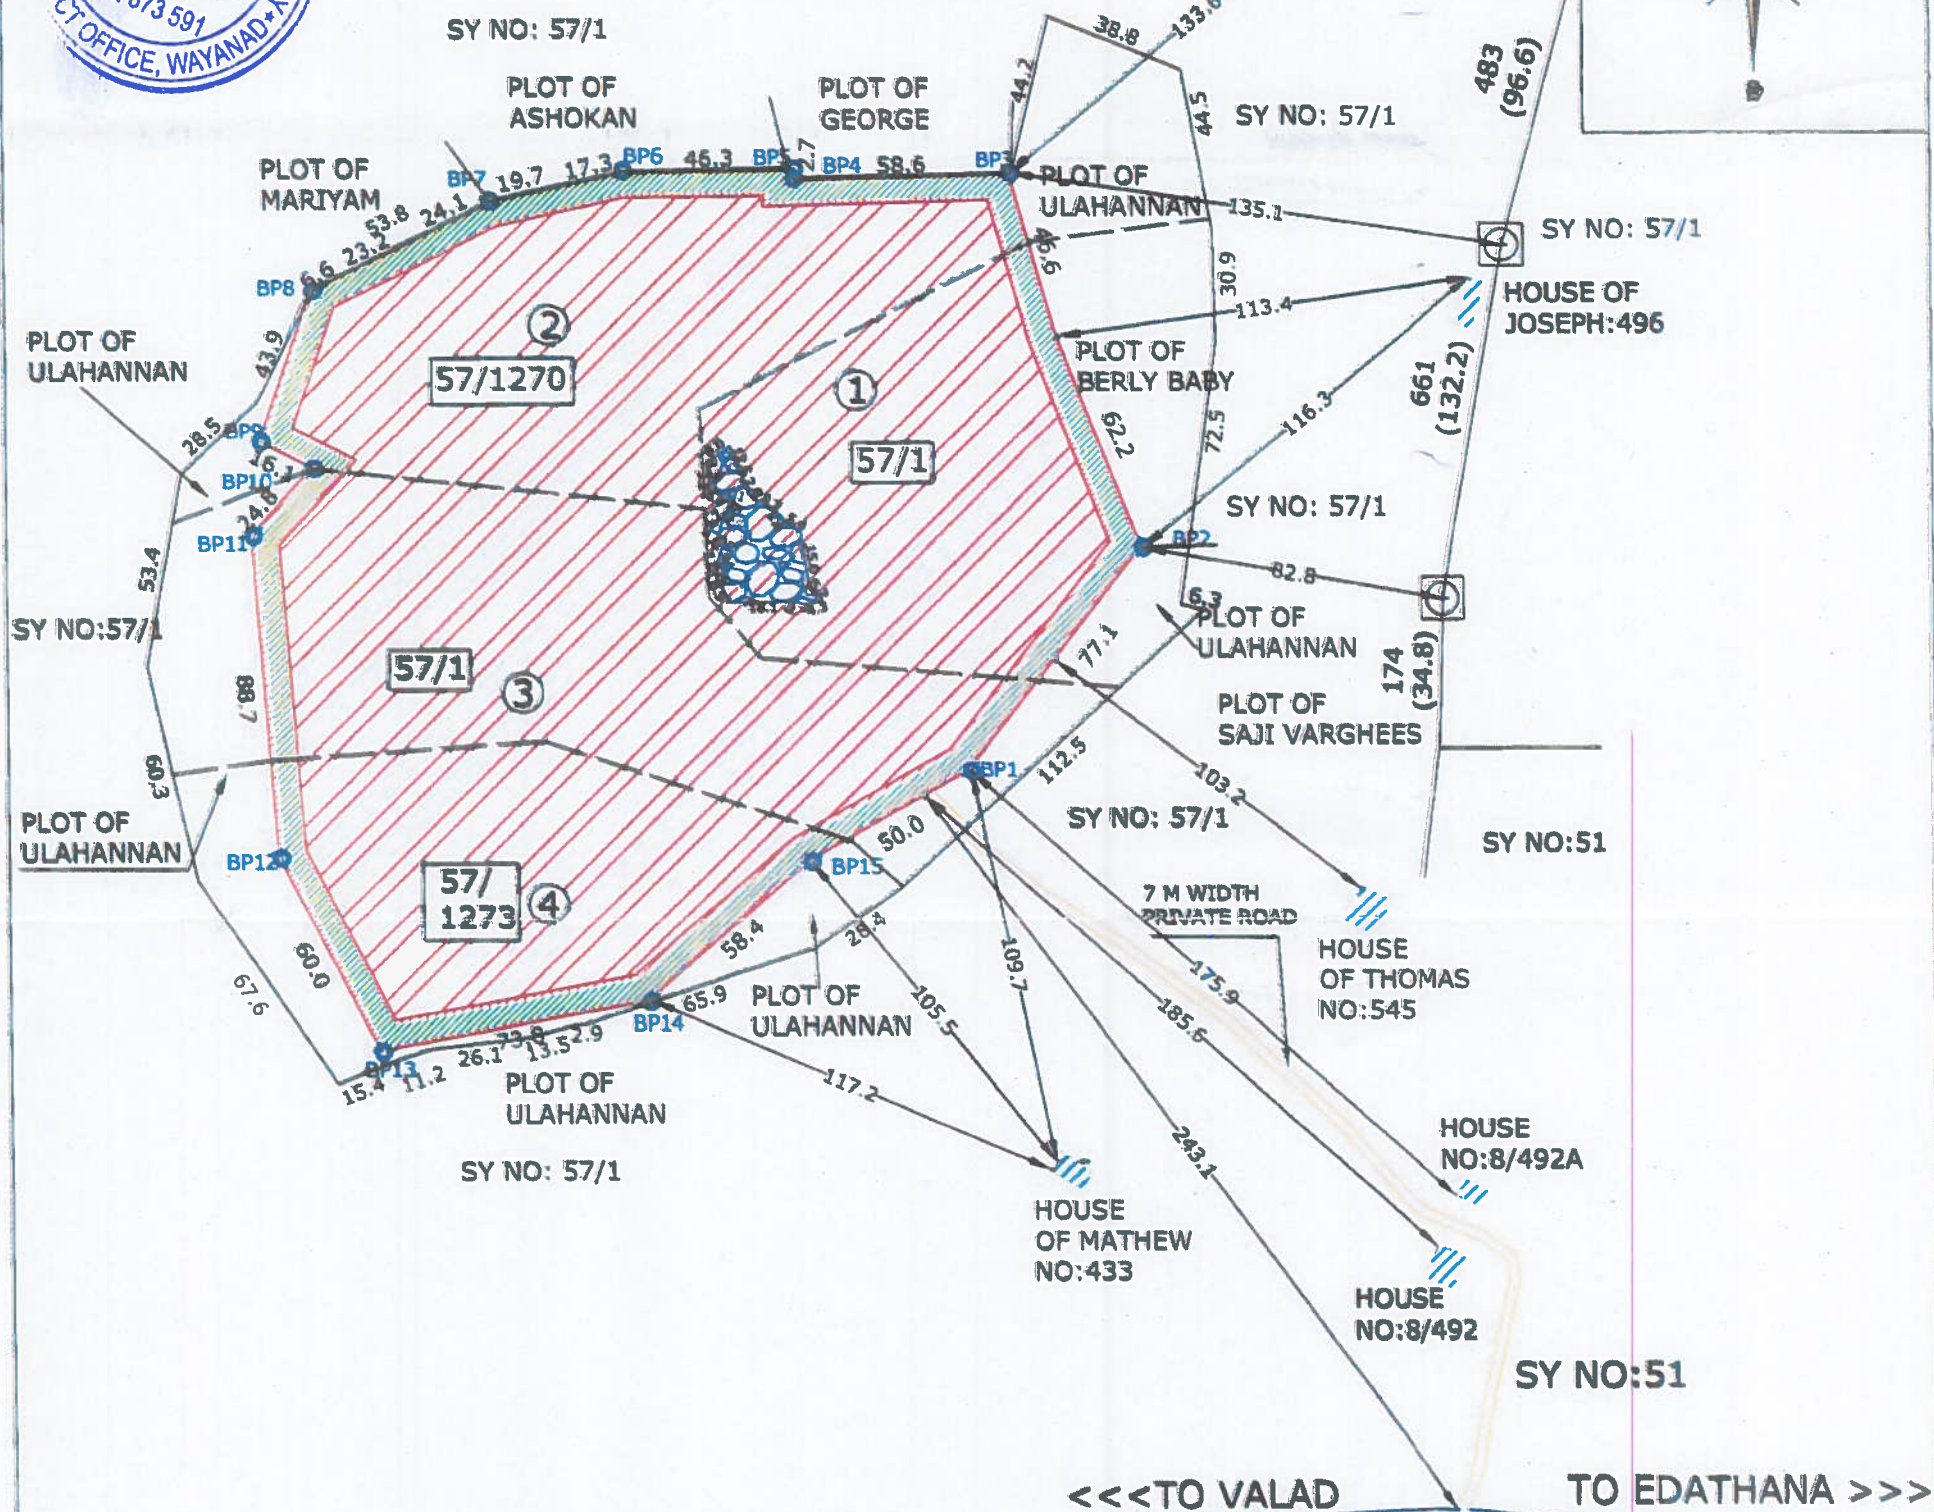 673 591
CT OFFICE, WAYANAD
SY NO: 57/1
PLOT OF
ASHOKAN
PLOT OF
GEORGE
38.8
133.6
44.2
44.5
483
(96.6)
SY NO: 57/1
PLOT OF
MARIYAM
BP7
19.7
17.3
BP6
46.3
BP5
2.7
BP4
58.6
BP3
PLOT OF
ULAHANNAN
135.1
SY NO: 57/1
53.8
24.1
23.2
6.6
BP8
46.6
30.9
113.4
HOUSE OF
JOSEPH:496
PLOT OF
ULAHANNAN
43.9
2
57/1270
1
57/1
PLOT OF
BERLY BABY
62.2
72.5
116.3
661
(132.2)
28.5
BP9
16.1
BP10
24.8
BP11
SY NO: 57/1
BP2
82.8
53.4
6.3
PLOT OF
ULAHANNAN
SY NO:57/1
57/1
3
77.1
174
(34.8)
88.7
PLOT OF
SAJI VARGHEES
60.3
BP1
112.5
103.2
SY NO: 57/1
SY NO:51
PLOT OF
ULAHANNAN
BP12
50.0
BP15
57/
1273
4
7 M WIDTH
PRIVATE ROAD
58.4
28.4
HOUSE
OF THOMAS
NO:545
60.0
67.6
109.7
175.9
185.6
105.5
65.9
BP14
PLOT OF
ULAHANNAN
73.8
26.1
13.5
2.9
BP13
15.4
11.2
PLOT OF
ULAHANNAN
117.2
243.1
SY NO: 57/1
HOUSE
NO:8/492A
HOUSE
OF MATHEW
NO:433
HOUSE
NO:8/492
SY NO:51
<<<TO VALAD
TO EDATHANA >>>